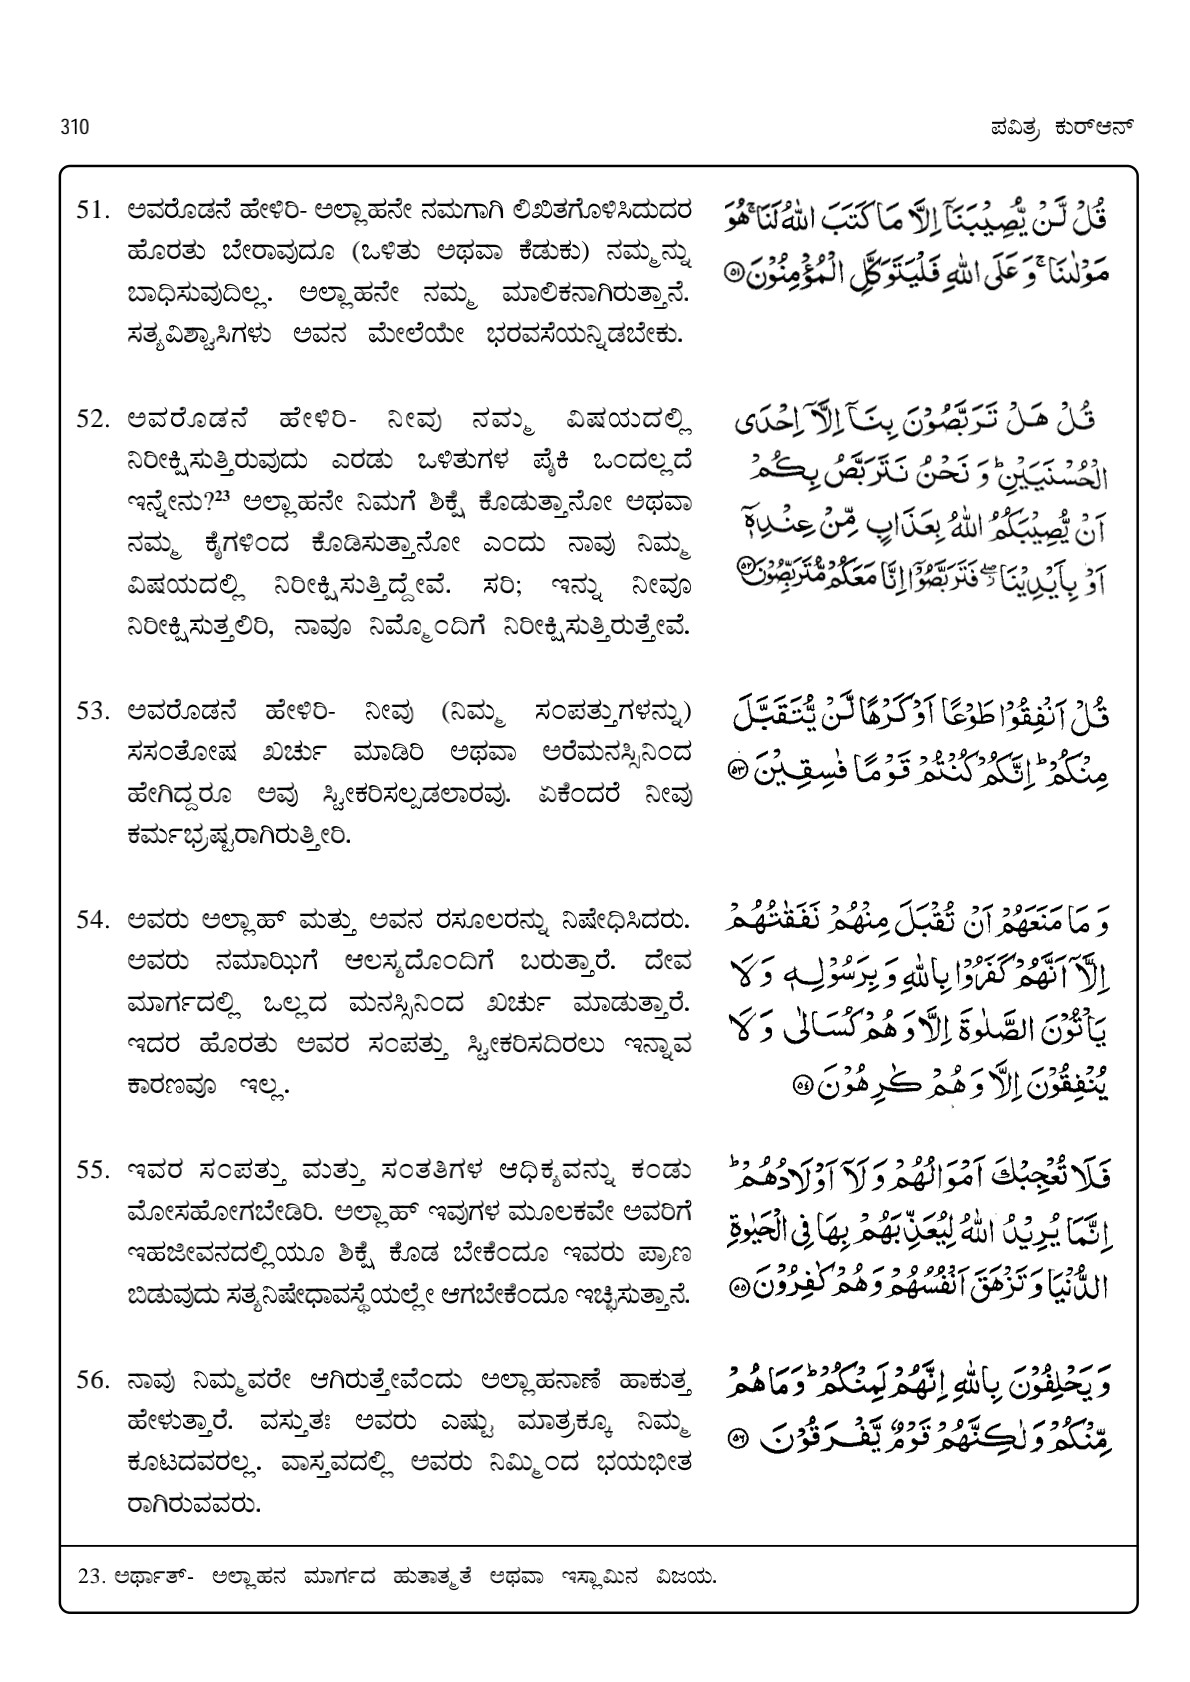 310
ಪವಿತ್ರ ಕುರ್‌ಆನ್
51. ಅವರೊಡನೆ ಹೇಳಿರಿ- ಅಲ್ಲಾಹನೇ ನಮಗಾಗಿ ಲಿಖಿತಗೊಳಿಸಿದುದರ
ಹೊರತು ಬೇರಾವುದೂ (ಒಳಿತು ಅಥವಾ ಕೆಡುಕು) ನಮ್ಮನ್ನು
ಬಾಧಿಸುವುದಿಲ್ಲ. ಅಲ್ಲಾಹನೇ ನಮ್ಮ ಮಾಲಿಕನಾಗಿರುತ್ತಾನೆ.
ಸತ್ಯವಿಶ್ವಾಸಿಗಳು ಅವನ ಮೇಲೆಯೇ ಭರವಸೆಯನ್ನಿಡಬೇಕು.
قُلْ لَّنْ يُّصِيْبَنَاۤ اِلَّا مَا كَتَبَ اللّٰهُ لَنَا ۚ هُوَ
مَوْلٰىنَا ۚ وَ عَلَى اللّٰهِ فَلْيَتَوَكَّلِ الْمُؤْمِنُوْنَ ﴿۵۱﴾
52. ಅವರೊಡನೆ ಹೇಳಿರಿ- ನೀವು ನಮ್ಮ ವಿಷಯದಲ್ಲಿ
ನಿರೀಕ್ಷಿಸುತ್ತಿರುವುದು ಎರಡು ಒಳಿತುಗಳ ಪೈಕಿ ಒಂದಲ್ಲದೆ
ಇನ್ನೇನು?²³ ಅಲ್ಲಾಹನೇ ನಿಮಗೆ ಶಿಕ್ಷೆ ಕೊಡುತ್ತಾನೋ ಅಥವಾ
ನಮ್ಮ ಕೈಗಳಿಂದ ಕೊಡಿಸುತ್ತಾನೋ ಎಂದು ನಾವು ನಿಮ್ಮ
ವಿಷಯದಲ್ಲಿ ನಿರೀಕ್ಷಿಸುತ್ತಿದ್ದೇವೆ. ಸರಿ; ಇನ್ನು ನೀವೂ
ನಿರೀಕ್ಷಿಸುತ್ತಲಿರಿ, ನಾವೂ ನಿಮ್ಮೊಂದಿಗೆ ನಿರೀಕ್ಷಿಸುತ್ತಿರುತ್ತೇವೆ.
قُلْ هَلْ تَرَبَّصُوْنَ بِنَاۤ اِلَّاۤ اِحْدَى
الْحُسْنَيَيْنِ ؕ وَ نَحْنُ نَتَرَبَّصُ بِكُمْ
اَنْ يُّصِيْبَكُمُ اللّٰهُ بِعَذَابٍ مِّنْ عِنْدِهٖۤ
اَوْ بِاَيْدِيْنَا ۖ٘ فَتَرَبَّصُوْۤا اِنَّا مَعَكُمْ مُّتَرَبِّصُوْنَ ﴿۵۲﴾
53. ಅವರೊಡನೆ ಹೇಳಿರಿ- ನೀವು (ನಿಮ್ಮ ಸಂಪತ್ತುಗಳನ್ನು)
ಸಸಂತೋಷ ಖರ್ಚು ಮಾಡಿರಿ ಅಥವಾ ಅರೆಮನಸ್ಸಿನಿಂದ
ಹೇಗಿದ್ದರೂ ಅವು ಸ್ವೀಕರಿಸಲ್ಪಡಲಾರವು. ಏಕೆಂದರೆ ನೀವು
ಕರ್ಮಭ್ರಷ್ಟರಾಗಿರುತ್ತೀರಿ.
قُلْ اَنْفِقُوْا طَوْعًا اَوْ كَرْهًا لَّنْ يُّتَقَبَّلَ
مِنْكُمْ ؕ اِنَّكُمْ كُنْتُمْ قَوْمًا فٰسِقِيْنَ ﴿۵۳﴾
54. ಅವರು ಅಲ್ಲಾಹ್ ಮತ್ತು ಅವನ ರಸೂಲರನ್ನು ನಿಷೇಧಿಸಿದರು.
ಅವರು ನಮಾಝಿಗೆ ಆಲಸ್ಯದೊಂದಿಗೆ ಬರುತ್ತಾರೆ. ದೇವ
ಮಾರ್ಗದಲ್ಲಿ ಒಲ್ಲದ ಮನಸ್ಸಿನಿಂದ ಖರ್ಚು ಮಾಡುತ್ತಾರೆ.
ಇದರ ಹೊರತು ಅವರ ಸಂಪತ್ತು ಸ್ವೀಕರಿಸದಿರಲು ಇನ್ನಾವ
ಕಾರಣವೂ ಇಲ್ಲ.
وَ مَا مَنَعَهُمْ اَنْ تُقْبَلَ مِنْهُمْ نَفَقٰتُهُمْ
اِلَّاۤ اَنَّهُمْ كَفَرُوْا بِاللّٰهِ وَ بِرَسُوْلِهٖ وَ لَا
يَاْتُوْنَ الصَّلٰوةَ اِلَّا وَ هُمْ كُسَالٰى وَ لَا
يُنْفِقُوْنَ اِلَّا وَ هُمْ كٰرِهُوْنَ ﴿۵۴﴾
55. ಇವರ ಸಂಪತ್ತು ಮತ್ತು ಸಂತತಿಗಳ ಆಧಿಕ್ಯವನ್ನು ಕಂಡು
ಮೋಸಹೋಗಬೇಡಿರಿ. ಅಲ್ಲಾಹ್ ಇವುಗಳ ಮೂಲಕವೇ ಅವರಿಗೆ
ಇಹಜೀವನದಲ್ಲಿಯೂ ಶಿಕ್ಷೆ ಕೊಡ ಬೇಕೆಂದೂ ಇವರು ಪ್ರಾಣ
ಬಿಡುವುದು ಸತ್ಯನಿಷೇಧಾವಸ್ಥೆಯಲ್ಲೇ ಆಗಬೇಕೆಂದೂ ಇಚ್ಛಿಸುತ್ತಾನೆ.
فَلَا تُعْجِبْكَ اَمْوَالُهُمْ وَ لَاۤ اَوْلَادُهُمْ ؕ
اِنَّمَا يُرِيْدُ اللّٰهُ لِيُعَذِّبَهُمْ بِهَا فِى الْحَيٰوةِ
الدُّنْيَا وَ تَزْهَقَ اَنْفُسُهُمْ وَ هُمْ كٰفِرُوْنَ ﴿۵۵﴾
56. ನಾವು ನಿಮ್ಮವರೇ ಆಗಿರುತ್ತೇವೆಂದು ಅಲ್ಲಾಹನಾಣೆ ಹಾಕುತ್ತ
ಹೇಳುತ್ತಾರೆ. ವಸ್ತುತಃ ಅವರು ಎಷ್ಟು ಮಾತ್ರಕ್ಕೂ ನಿಮ್ಮ
ಕೂಟದವರಲ್ಲ. ವಾಸ್ತವದಲ್ಲಿ ಅವರು ನಿಮ್ಮಿಂದ ಭಯಭೀತ
ರಾಗಿರುವವರು.
وَ يَحْلِفُوْنَ بِاللّٰهِ اِنَّهُمْ لَمِنْكُمْ ؕ وَ مَا هُمْ
مِّنْكُمْ وَ لٰكِنَّهُمْ قَوْمٌ يَّفْرَقُوْنَ ﴿۵۶﴾
23. ಅರ್ಥಾತ್- ಅಲ್ಲಾಹನ ಮಾರ್ಗದ ಹುತಾತ್ಮತೆ ಅಥವಾ ಇಸ್ಲಾಮಿನ ವಿಜಯ.